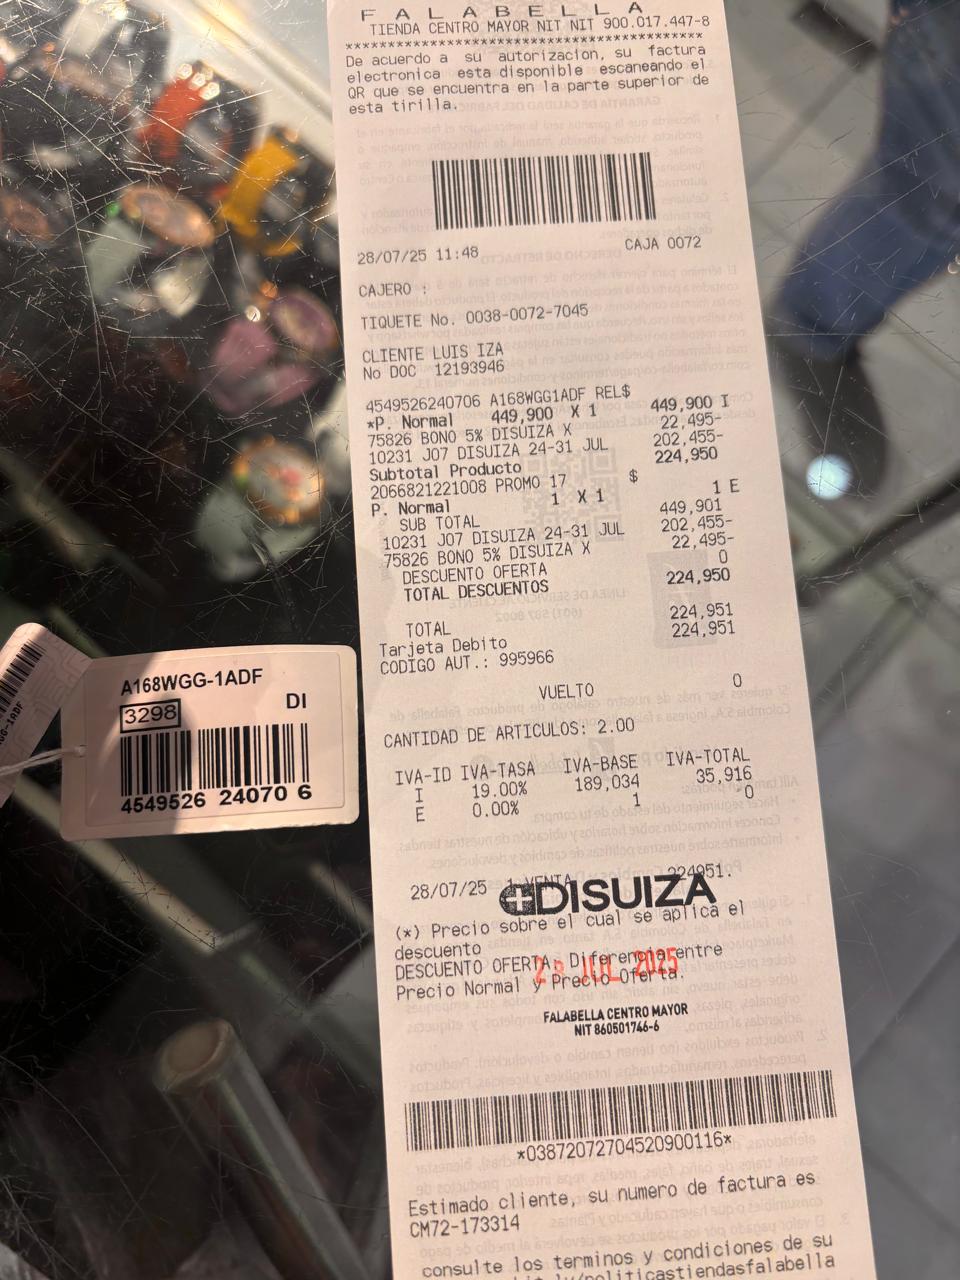 FALABELLA
TIENDA CENTRO MAYOR NIT NIT 900.017.447-8
****************************************
De acuerdo a su autorizacion, su factura
electronica esta disponible escaneando el
QR que se encuentra en la parte superior de
esta tirilla.
28/07/25 11:48 CAJA 0072
CAJERO :
TIQUETE No. 0038-0072-7045
CLIENTE LUIS IZA
No DOC 12193946
4549526240706 A168WGG1ADF REL$ 449,900 I
*P. Normal 449,900 X 1
75826 BONO 5% DISUIZA X 22,495-
10231 J07 DISUIZA 24-31 JUL 202,455-
Subtotal Producto 224,950
2066821221008 PROMO 17 $ 1 E
P. Normal 1 X 1
SUB TOTAL 449,901
10231 J07 DISUIZA 24-31 JUL 202,455-
75826 BONO 5% DISUIZA X 22,495-
DESCUENTO OFERTA 0
TOTAL DESCUENTOS 224,950
TOTAL 224,951
Tarjeta Debito 224,951
CODIGO AUT.: 995966
VUELTO 0
CANTIDAD DE ARTICULOS: 2.00
IVA-ID IVA-TASA IVA-BASE IVA-TOTAL
I 19.00% 189,034 35,916
E 0.00% 1 0
28/07/25 1 VENTA 224951.
DISUIZA
(*) Precio sobre el cual se aplica el
descuento
DESCUENTO OFERTA: Diferencia entre
Precio Normal y Precio Oferta.
28 JUL 2025
FALABELLA CENTRO MAYOR
NIT 860501746-6
*03872072704520900116*
Estimado cliente, su numero de factura es
CM72-173314
consulte los terminos y condiciones de su
A168WGG-1ADF
3298 DI
4549526 24070 6